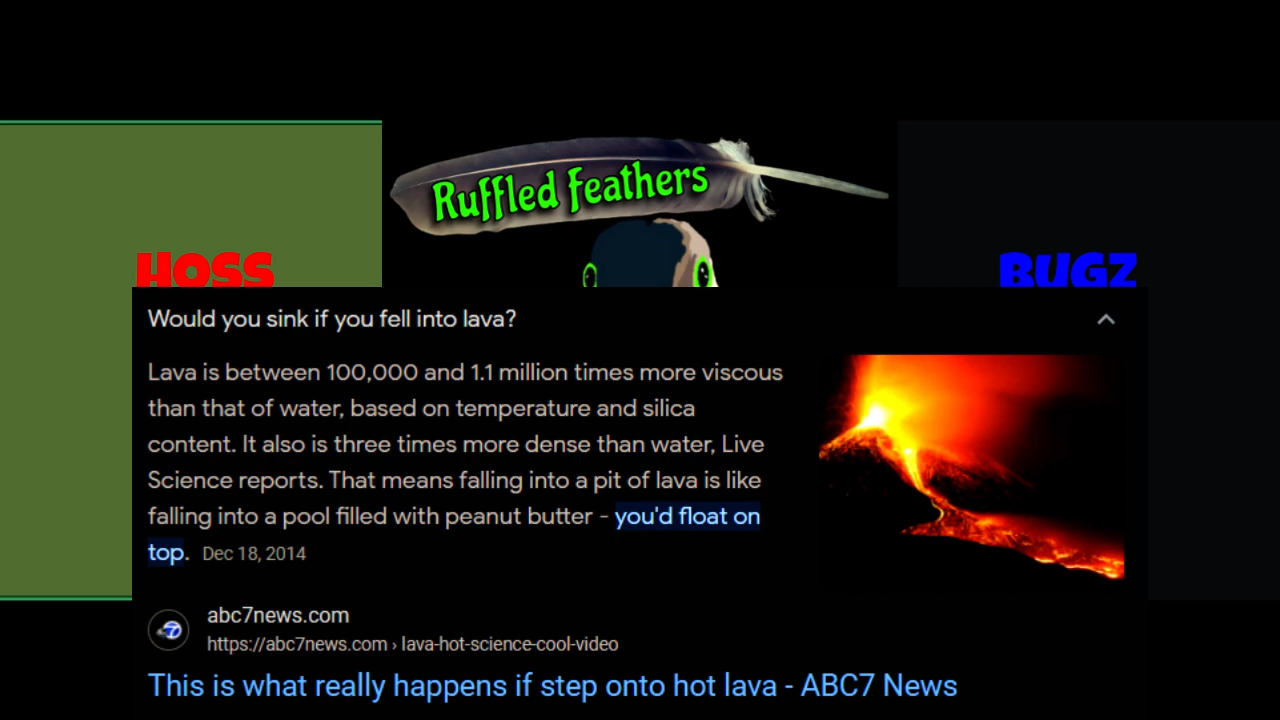 Ruffled Feathers
HOSS
BUGZ
Would you sink if you fell into lava?
Lava is between 100,000 and 1.1 million times more viscous
than that of water, based on temperature and silica
content. It also is three times more dense than water, Live
Science reports. That means falling into a pit of lava is like
falling into a pool filled with peanut butter - you'd float on
top. Dec 18, 2014
7
abc7news.com
https://abc7news.com › lava-hot-science-cool-video
This is what really happens if step onto hot lava - ABC7 News